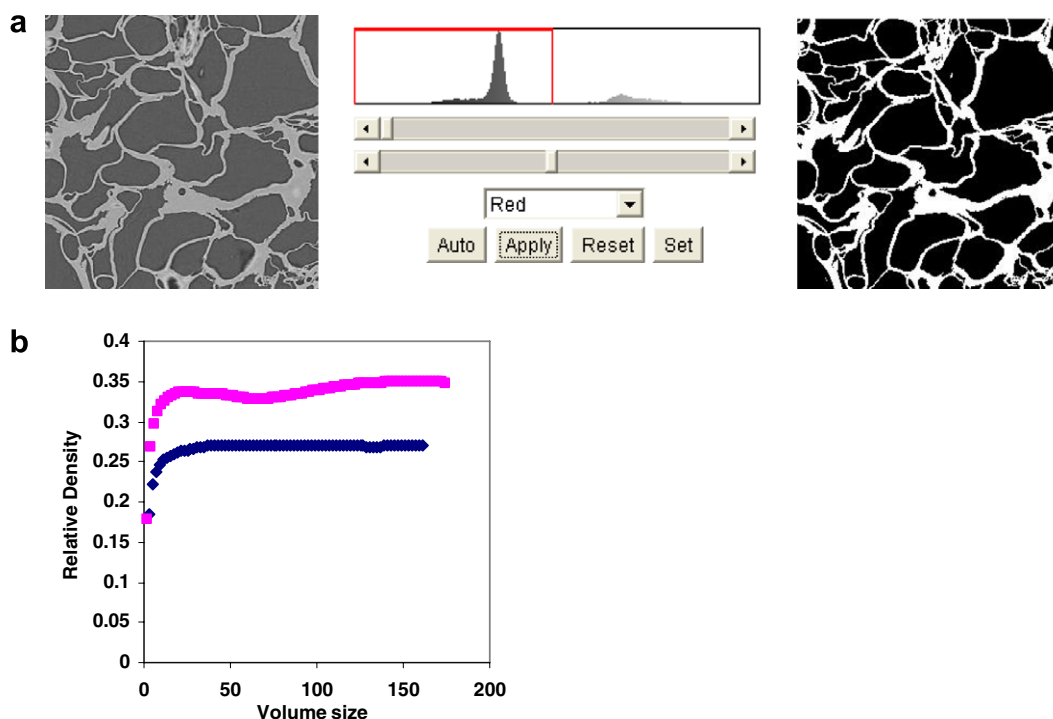 a
Red
Auto Apply Reset Set
b
0.4
0.35
0.3
0.25
0.2
0.15
0.1
0.05
0
Relative Density
0 50 100 150 200
Volume size